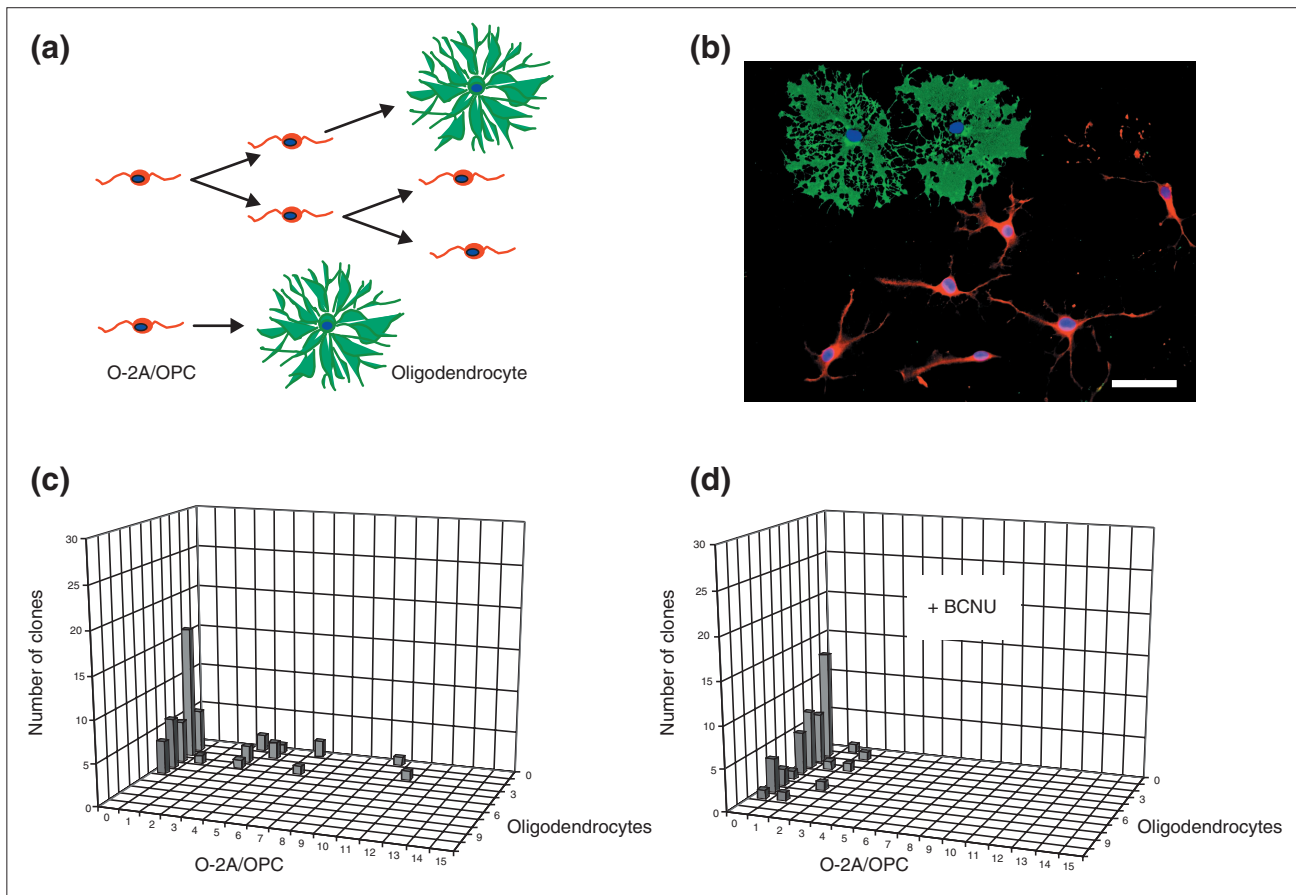 (a)
O-2A/OPC
Oligodendrocyte
(b)
(c)
Number of clones
30
25
20
15
10
5
0
0 1 2 3 4 5 6 7 8 9 10 11 12 13 14 15
O-2A/OPC
0
3
6
9
Oligodendrocytes
(d)
+ BCNU
Number of clones
30
25
20
15
10
5
0
0 1 2 3 4 5 6 7 8 9 10 11 12 13 14 15
O-2A/OPC
0
3
6
9
Oligodendrocytes